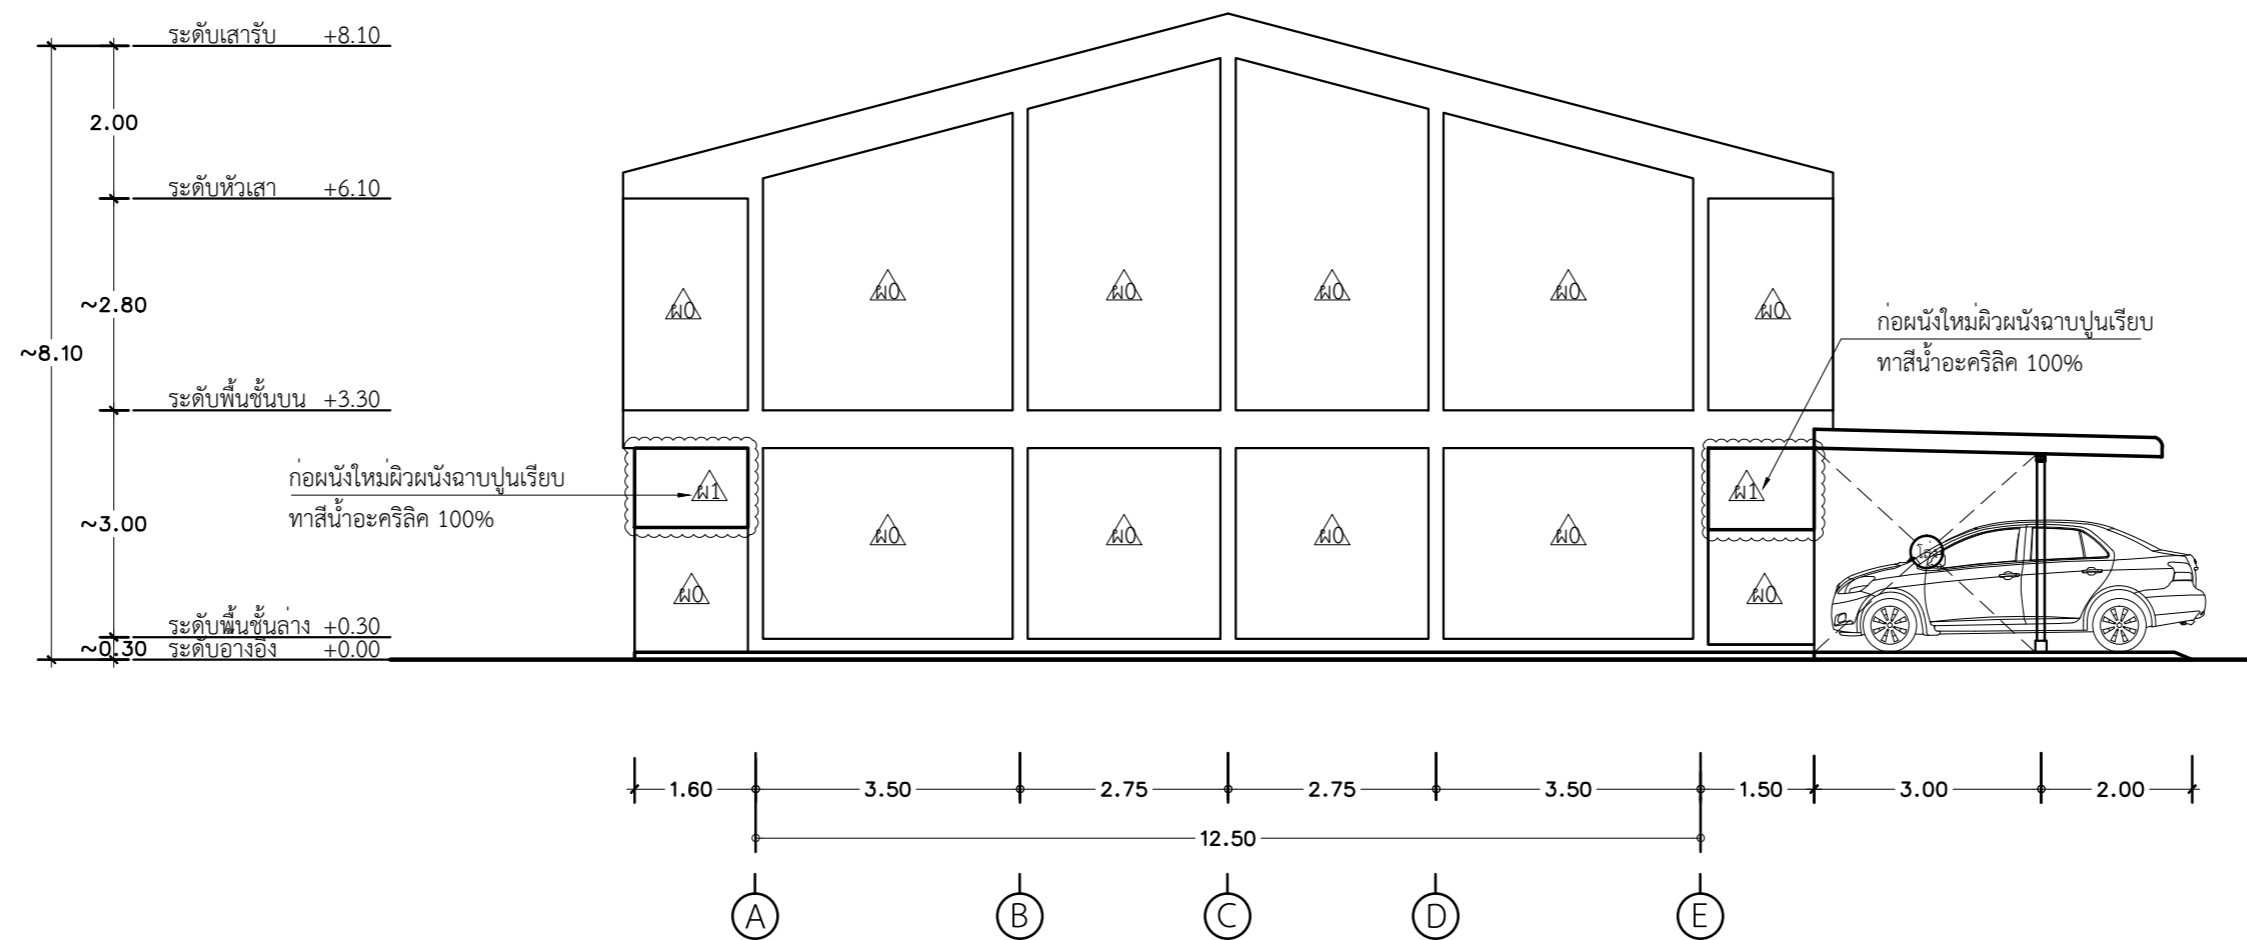 ระดับเสารับ +8.10
2.00
ระดับหัวเสา +6.10
~2.80
~8.10
ระดับพื้นชั้นบน +3.30
~3.00
ระดับพื้นชั้นล่าง +0.30
~0.30
ระดับอ้างอิง +0.00
ผ0
ผ0
ผ0
ผ0
ผ0
ผ0
ก่อผนังใหม่ผิวผนังฉาบปูนเรียบ
ทาสีน้ำอะคริลิค 100%
ก่อผนังใหม่ผิวผนังฉาบปูนเรียบ
ทาสีน้ำอะคริลิค 100%
ผ1
ผ1
ผ0
ผ0
ผ0
ผ0
ผ0
ผ0
โล่ง
1.60
3.50
2.75
2.75
3.50
1.50
3.00
2.00
12.50
A
B
C
D
E